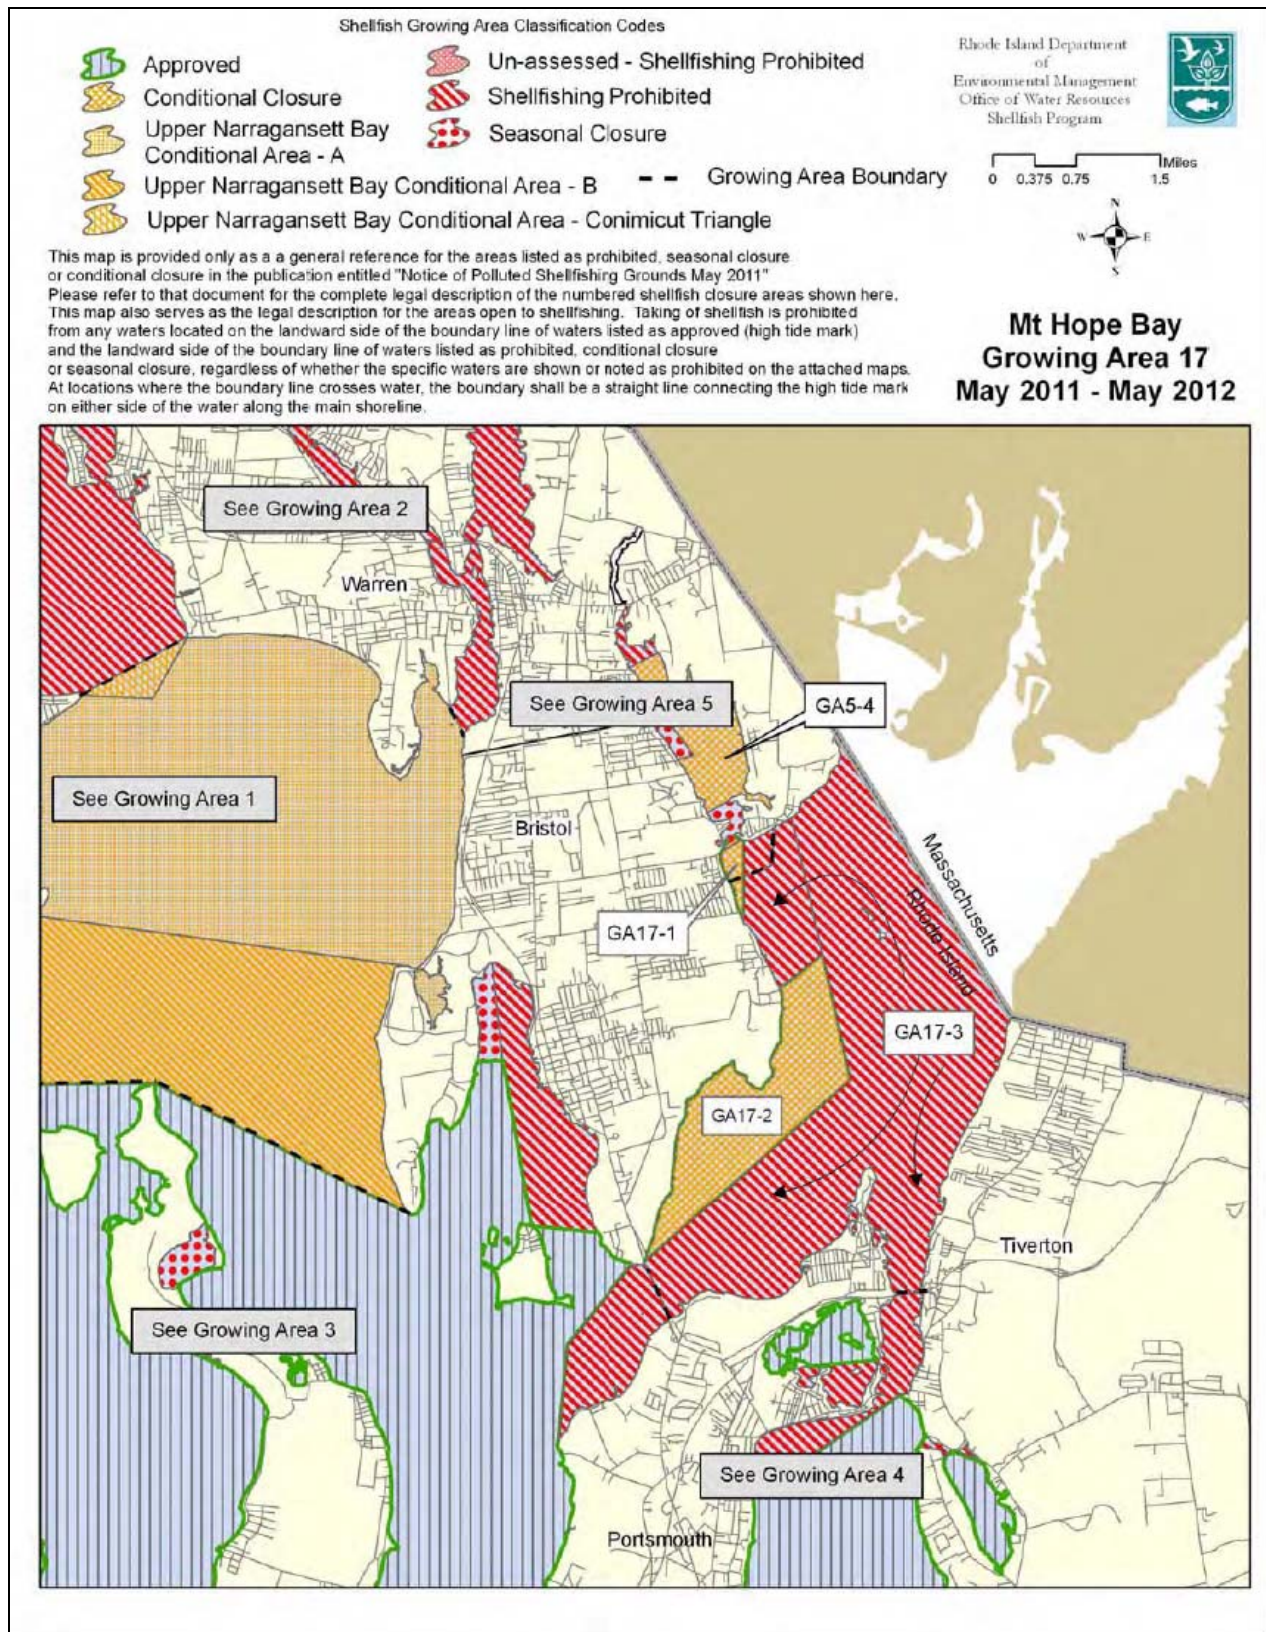 Shellfish Growing Area Classification Codes
Approved
Conditional Closure
Upper Narragansett Bay
Conditional Area - A
Upper Narragansett Bay Conditional Area - B
Upper Narragansett Bay Conditional Area - Conimicut Triangle
Un-assessed - Shellfishing Prohibited
Shellfishing Prohibited
Seasonal Closure
Growing Area Boundary
Rhode Island Department
of
Environmental Management
Office of Water Resources
Shellfish Program
Miles
0 0.375 0.75 1.5
N
W E
S
This map is provided only as a a general reference for the areas listed as prohibited, seasonal closure
or conditional closure in the publication entitled "Notice of Polluted Shellfishing Grounds May 2011"
Please refer to that document for the complete legal description of the numbered shellfish closure areas shown here.
This map also serves as the legal description for the areas open to shellfishing. Taking of shellfish is prohibited
from any waters located on the landward side of the boundary line of waters listed as approved (high tide mark)
and the landward side of the boundary line of waters listed as prohibited, conditional closure
or seasonal closure, regardless of whether the specific waters are shown or noted as prohibited on the attached maps.
At locations where the boundary line crosses water, the boundary shall be a straight line connecting the high tide mark
on either side of the water along the main shoreline.
Mt Hope Bay
Growing Area 17
May 2011 - May 2012
See Growing Area 2
Warren
See Growing Area 5
GA5-4
See Growing Area 1
Bristol
Massachusetts
Rhode Island
GA17-1
GA17-3
GA17-2
Tiverton
See Growing Area 3
See Growing Area 4
Portsmouth